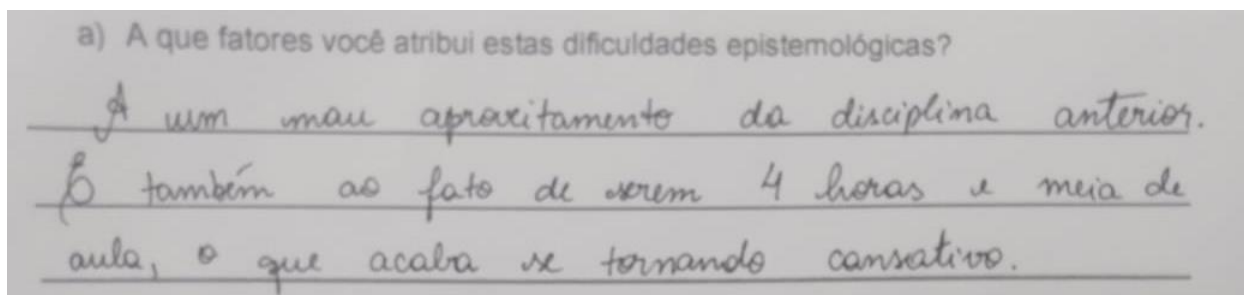 a) A que fatores você atribui estas dificuldades epistemológicas?
A um mau aproveitamento da disciplina anterior.
E também ao fato de serem 4 horas e meia de
aula, o que acaba se tornando cansativo.